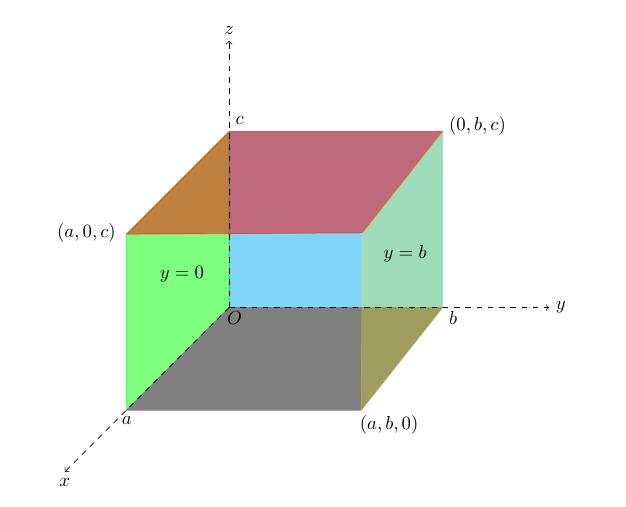 z
c
(0, b, c)
(a, 0, c)
y = b
y = 0
y
O
b
a
(a, b, 0)
x